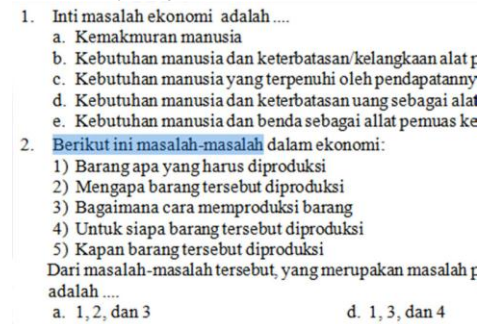 1. Inti masalah ekonomi adalah ....
a. Kemakmuran manusia
b. Kebutuhan manusia dan keterbatasan/kelangkaan alat p
c. Kebutuhan manusia yang terpenuhi oleh pendapatanny
d. Kebutuhan manusia dan keterbatasan uang sebagai alat
e. Kebutuhan manusia dan benda sebagai allat pemuas ke
2. Berikut ini masalah-masalah dalam ekonomi:
1) Barang apa yang harus diproduksi
2) Mengapa barang tersebut diproduksi
3) Bagaimana cara memproduksi barang
4) Untuk siapa barang tersebut diproduksi
5) Kapan barang tersebut diproduksi
Dari masalah-masalah tersebut, yang merupakan masalah p
adalah ....
a. 1, 2, dan 3 d. 1, 3, dan 4